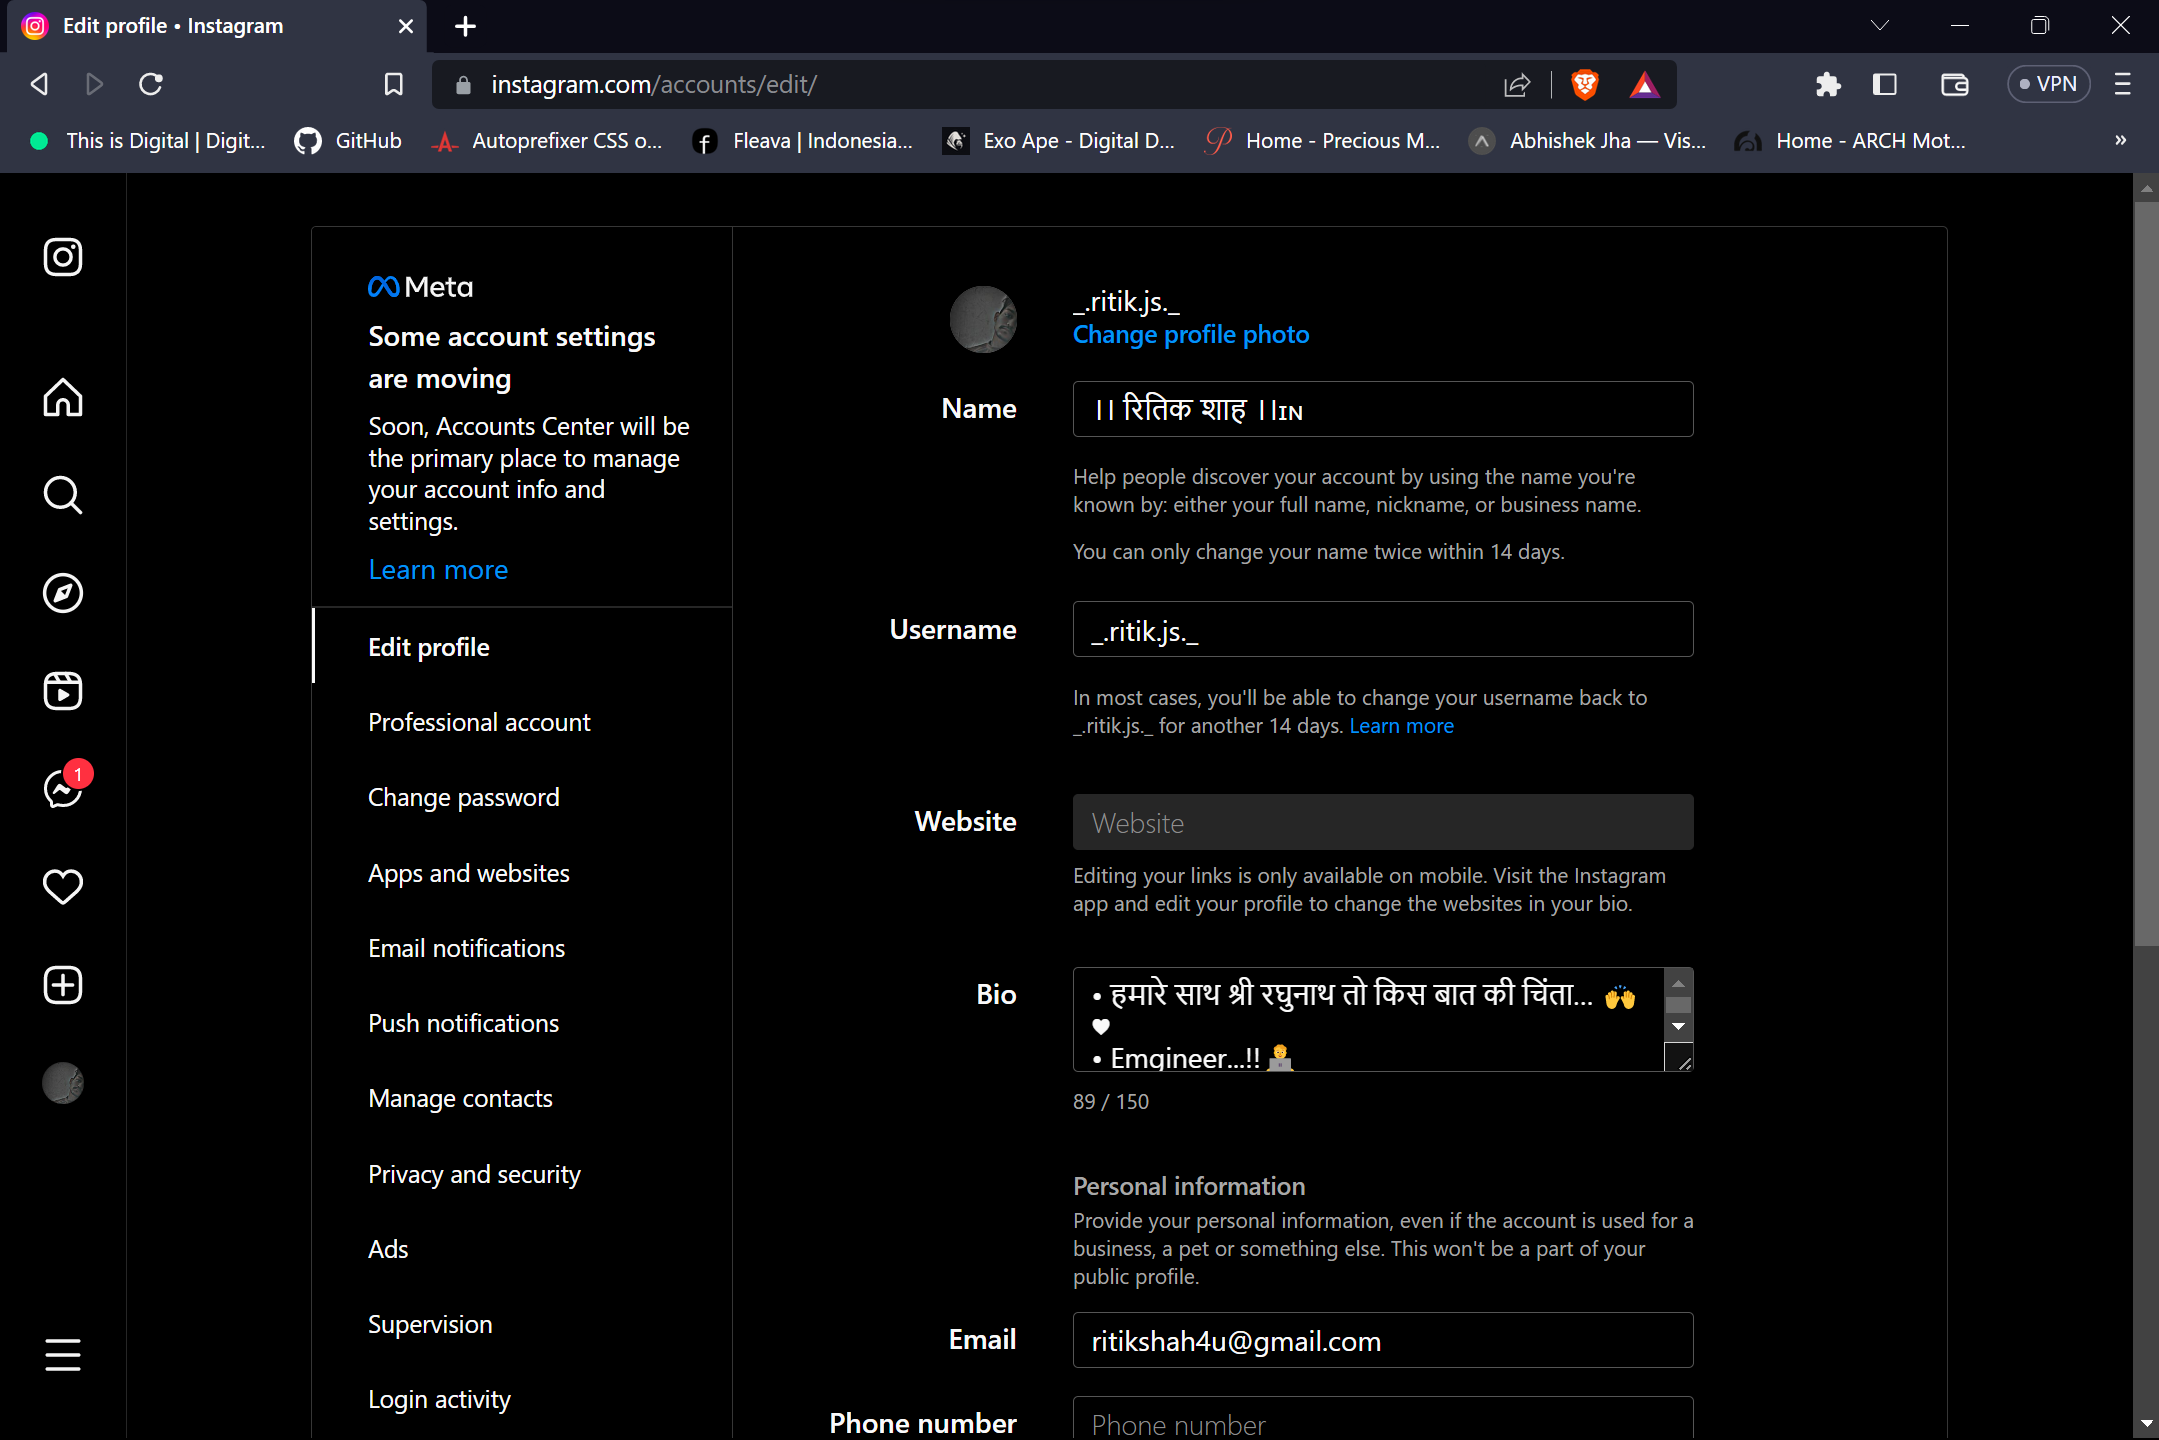 Edit profile • Instagram
instagram.com/accounts/edit/
VPN
This is Digital | Digit...
GitHub
Autoprefixer CSS o...
Fleava | Indonesia...
Exo Ape - Digital D...
Home - Precious M...
Abhishek Jha — Vis...
Home - ARCH Mot...
»
1
Meta
Some account settings
are moving
Soon, Accounts Center will be
the primary place to manage
your account info and
settings.
Learn more
Edit profile
Professional account
Change password
Apps and websites
Email notifications
Push notifications
Manage contacts
Privacy and security
Ads
Supervision
Login activity
_.ritik.js._
Change profile photo
Name
।। रितिक शाह ।।ɪɴ
Help people discover your account by using the name you're
known by: either your full name, nickname, or business name.
You can only change your name twice within 14 days.
Username
_.ritik.js._
In most cases, you'll be able to change your username back to
_.ritik.js._ for another 14 days. Learn more
Website
Website
Editing your links is only available on mobile. Visit the Instagram
app and edit your profile to change the websites in your bio.
Bio
• हमारे साथ श्री रघुनाथ तो किस बात की चिंता... 🙌
🤍
• Emgineer...!! 🧑‍💻
89 / 150
Personal information
Provide your personal information, even if the account is used for a
business, a pet or something else. This won't be a part of your
public profile.
Email
ritikshah4u@gmail.com
Phone number
Phone number